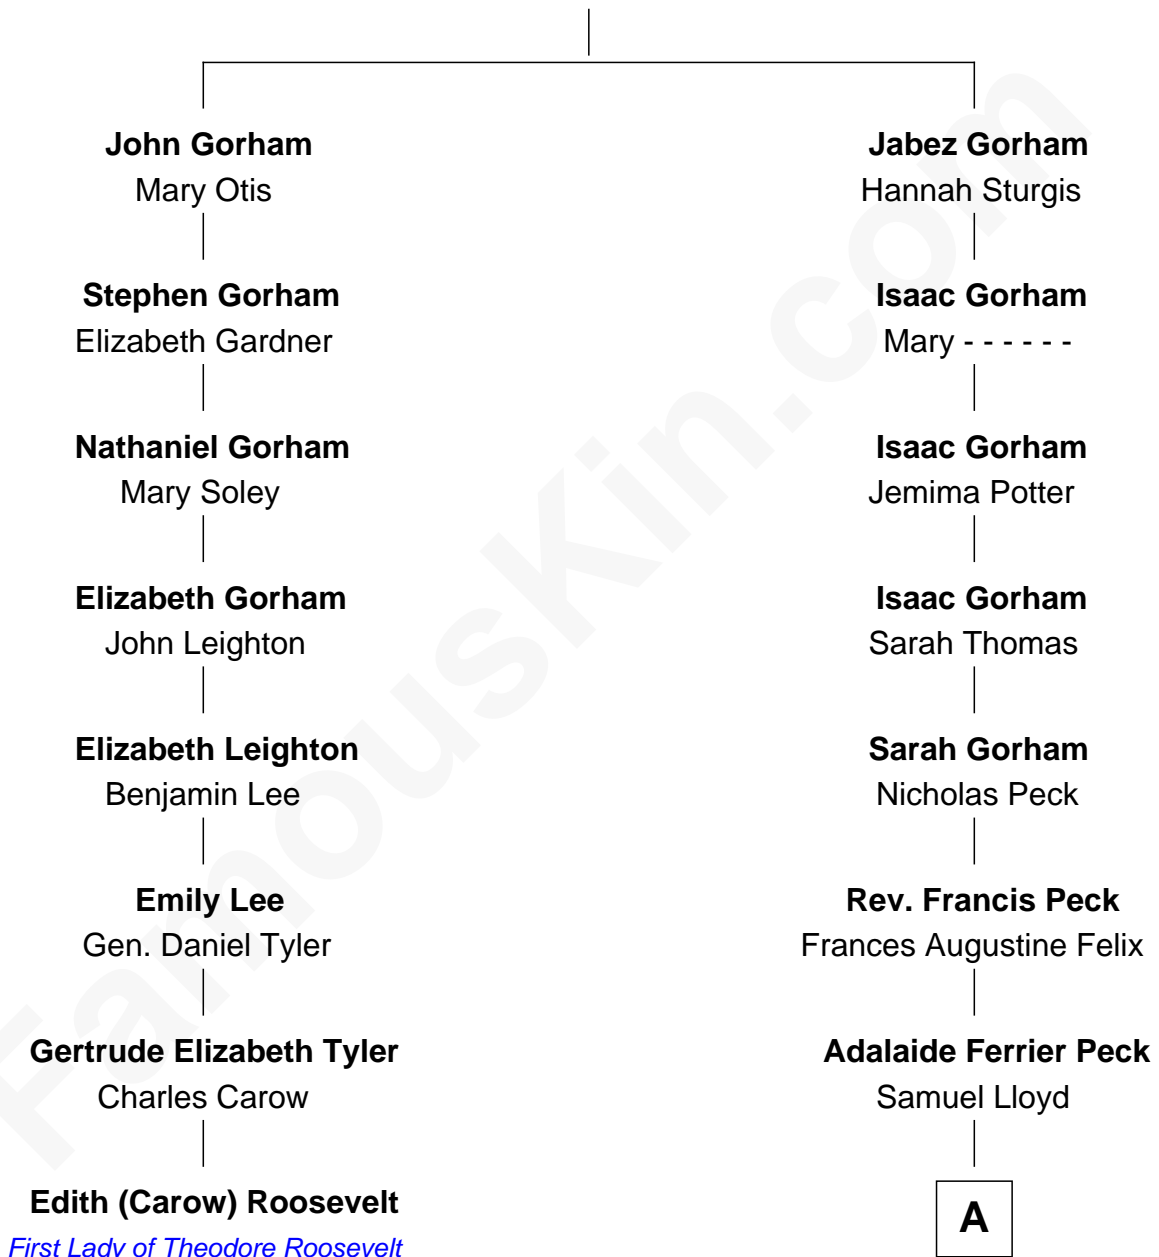 John Gorham
Mary Otis
Stephen Gorham
Elizabeth Gardner
Nathaniel Gorham
Mary Soley
Elizabeth Gorham
John Leighton
Elizabeth Leighton
Benjamin Lee
Emily Lee
Gen. Daniel Tyler
Gertrude Elizabeth Tyler
Charles Carow
Edith (Carow) Roosevelt
First Lady of Theodore Roosevelt
Jabez Gorham
Hannah Sturgis
Isaac Gorham
Mary - - - - - -
Isaac Gorham
Jemima Potter
Isaac Gorham
Sarah Thomas
Sarah Gorham
Nicholas Peck
Rev. Francis Peck
Frances Augustine Felix
Adalaide Ferrier Peck
Samuel Lloyd
A
FamousKin.com